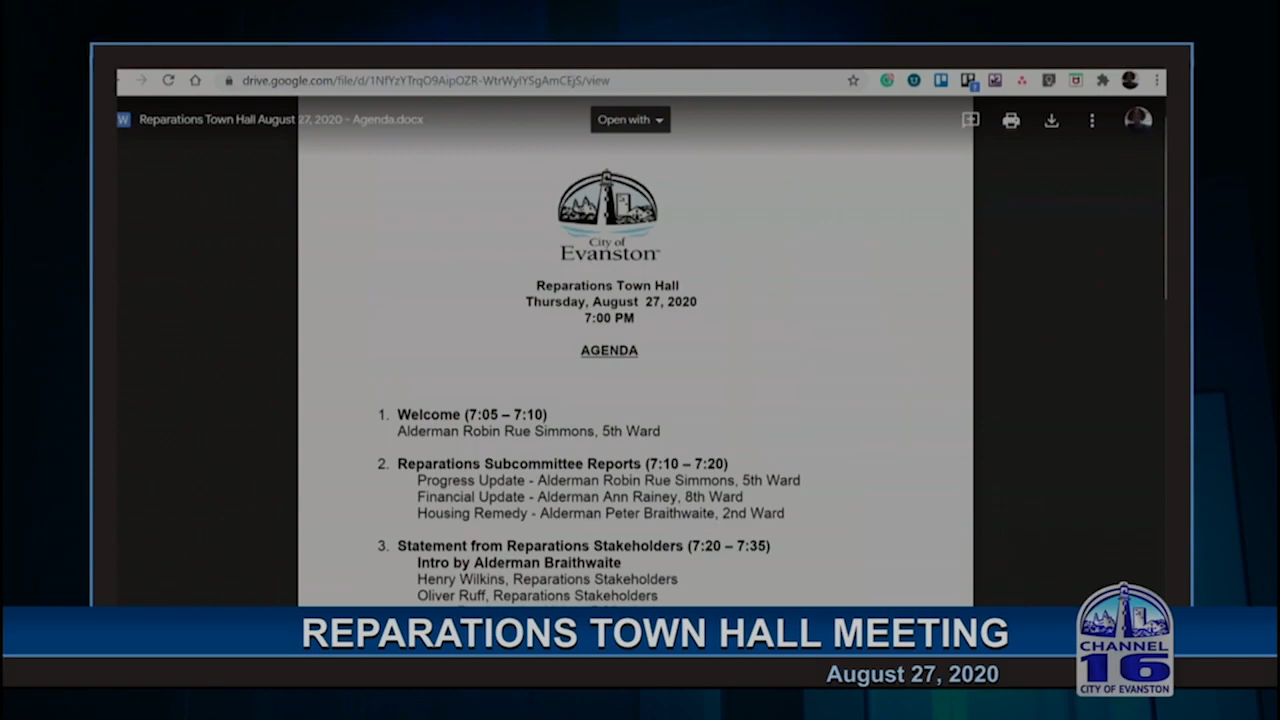 drive.google.com/file/d/1NfYzYTrqO9AipOZR-WtrWyIYSgAmCEjS/view
W Reparations Town Hall August 27, 2020 - Agenda.docx
Open with
City of
Evanston
Reparations Town Hall
Thursday, August 27, 2020
7:00 PM
AGENDA
1. Welcome (7:05 – 7:10)
Alderman Robin Rue Simmons, 5th Ward
2. Reparations Subcommittee Reports (7:10 – 7:20)
Progress Update - Alderman Robin Rue Simmons, 5th Ward
Financial Update - Alderman Ann Rainey, 8th Ward
Housing Remedy - Alderman Peter Braithwaite, 2nd Ward
3. Statement from Reparations Stakeholders (7:20 – 7:35)
Intro by Alderman Braithwaite
Henry Wilkins, Reparations Stakeholders
Oliver Ruff, Reparations Stakeholders
REPARATIONS TOWN HALL MEETING
August 27, 2020
CHANNEL
16
CITY OF EVANSTON